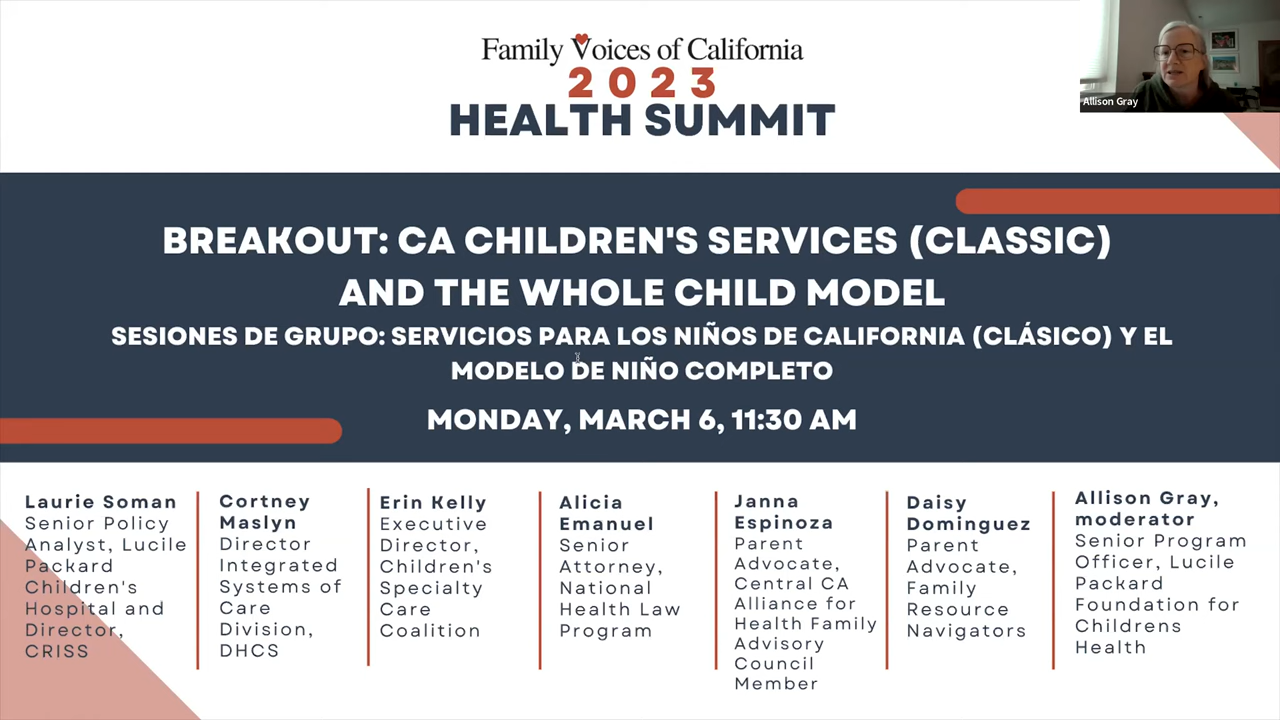 Family Voices of California
2023
HEALTH SUMMIT
Allison Gray
BREAKOUT: CA CHILDREN'S SERVICES (CLASSIC)
AND THE WHOLE CHILD MODEL
SESIONES DE GRUPO: SERVICIOS PARA LOS NIÑOS DE CALIFORNIA (CLÁSICO) Y EL
MODELO DE NIÑO COMPLETO
MONDAY, MARCH 6, 11:30 AM
Laurie Soman
Senior Policy
Analyst, Lucile
Packard
Children's
Hospital and
Director,
CRISS
Cortney
Maslyn
Director
Integrated
Systems of
Care
Division,
DHCS
Erin Kelly
Executive
Director,
Children's
Specialty
Care
Coalition
Alicia
Emanuel
Senior
Attorney,
National
Health Law
Program
Janna
Espinoza
Parent
Advocate,
Central CA
Alliance for
Health Family
Advisory
Council
Member
Daisy
Dominguez
Parent
Advocate,
Family
Resource
Navigators
Allison Gray,
moderator
Senior Program
Officer, Lucile
Packard
Foundation for
Childrens
Health